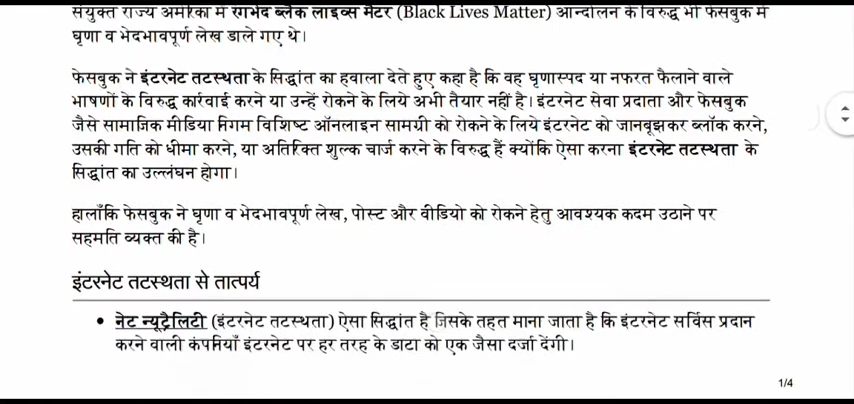 संयुक्त राज्य अमेरिका में रंगभेद ब्लैक लाइव्स मैटर (Black Lives Matter) आन्दोलन के विरुद्ध भी फेसबुक में
घृणा व भेदभावपूर्ण लेख डाले गए थे।
फेसबुक ने इंटरनेट तटस्थता के सिद्धांत का हवाला देते हुए कहा है कि वह घृणास्पद या नफरत फैलाने वाले
भाषणों के विरुद्ध कार्रवाई करने या उन्हें रोकने के लिये अभी तैयार नहीं है। इंटरनेट सेवा प्रदाता और फेसबुक
जैसे सामाजिक मीडिया निगम विशिष्ट ऑनलाइन सामग्री को रोकने के लिये इंटरनेट को जानबूझकर ब्लॉक करने,
उसकी गति को धीमा करने, या अतिरिक्त शुल्क चार्ज करने के विरुद्ध हैं क्योंकि ऐसा करना इंटरनेट तटस्थता के
सिद्धांत का उल्लंघन होगा।
हालाँकि फेसबुक ने घृणा व भेदभावपूर्ण लेख, पोस्ट और वीडियो को रोकने हेतु आवश्यक कदम उठाने पर
सहमति व्यक्त की है।
इंटरनेट तटस्थता से तात्पर्य
• नेट न्यूट्रैलिटी (इंटरनेट तटस्थता) ऐसा सिद्धांत है जिसके तहत माना जाता है कि इंटरनेट सर्विस प्रदान
करने वाली कंपनियाँ इंटरनेट पर हर तरह के डाटा को एक जैसा दर्जा देंगी।
1/4